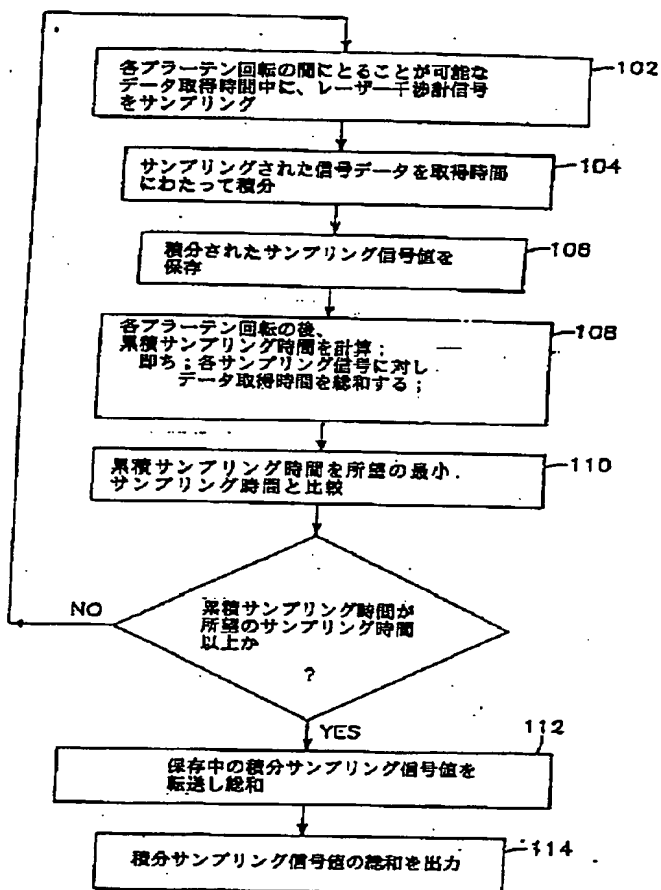 各プラーテン回転の間にとることが可能な
データ取得時間中に、レーザー干渉計信号
をサンプリング
102
サンプリングされた信号データを取得時間
にわたって積分
104
積分されたサンプリング信号値を
保存
106
各プラーテン回転の後、
累積サンプリング時間を計算；
即ち；各サンプリング信号に対し
データ取得時間を総和する；
108
累積サンプリング時間を所望の最小
サンプリング時間と比較
110
累積サンプリング時間が
所望のサンプリング時間
以上か
?
NO
YES
112
保存中の積分サンプリング信号値を
転送し総和
積分サンプリング信号値の総和を出力
114